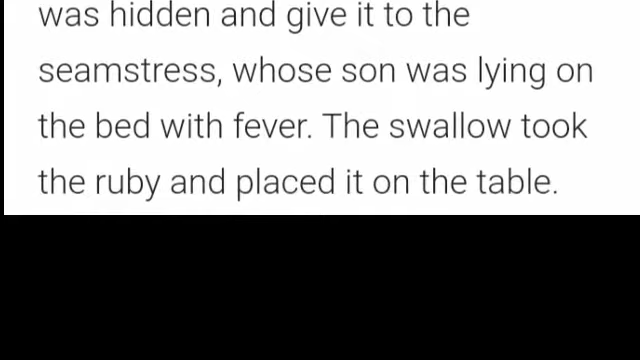 was hidden and give it to the
seamstress, whose son was lying on
the bed with fever. The swallow took
the ruby and placed it on the table.